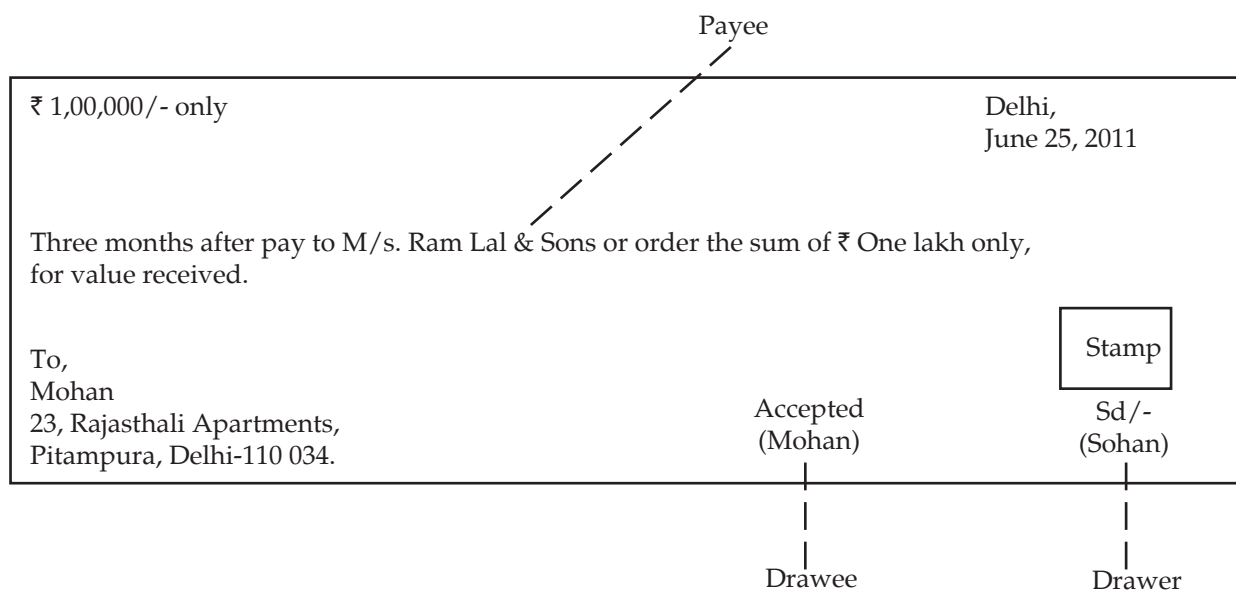 Payee
₹ 1,00,000/- only
Delhi,
June 25, 2011
Three months after pay to M/s. Ram Lal & Sons or order the sum of ₹ One lakh only,
for value received.
Stamp
To,
Mohan
23, Rajasthali Apartments,
Pitampura, Delhi-110 034.
Accepted
(Mohan)
Sd/-
(Sohan)
Drawee
Drawer